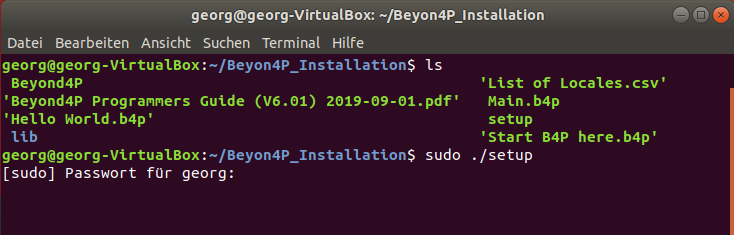 georg@georg-VirtualBox: ~/Beyon4P_Installation
Datei Bearbeiten Ansicht Suchen Terminal Hilfe
georg@georg-VirtualBox:~/Beyon4P_Installation$ ls
Beyond4P 'List of Locales.csv'
'Beyond4P Programmers Guide (V6.01) 2019-09-01.pdf' Main.b4p
'Hello World.b4p' setup
lib 'Start B4P here.b4p'
georg@georg-VirtualBox:~/Beyon4P_Installation$ sudo ./setup
[sudo] Passwort für georg: